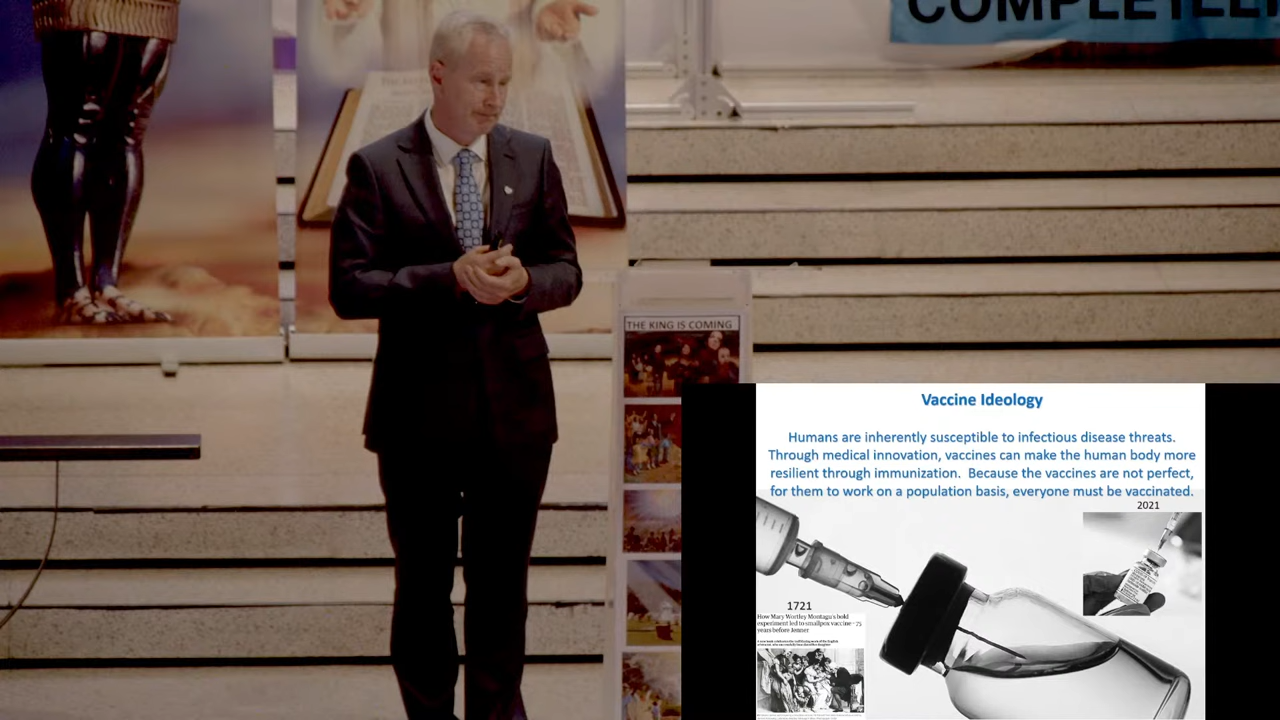 COMPLETELY
THE KING IS COMING
Vaccine Ideology
Humans are inherently susceptible to infectious disease threats.
Through medical innovation, vaccines can make the human body more
resilient through immunization. Because the vaccines are not perfect,
for them to work on a population basis, everyone must be vaccinated.
2021
1721
How Mary Wortley Montagu's bold
experiment led to smallpox vaccine – 75
years before Jenner